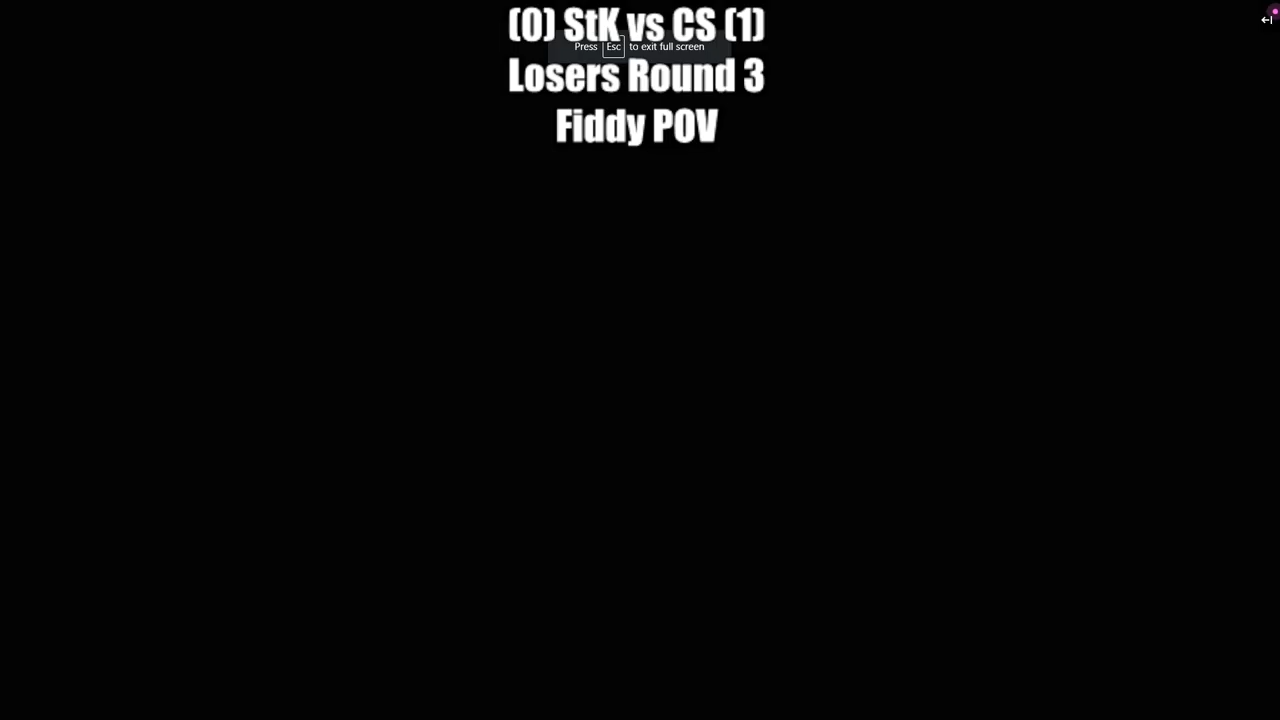 (0) StK vs CS (1)
Press Esc to exit full screen
Losers Round 3
Fiddy POV